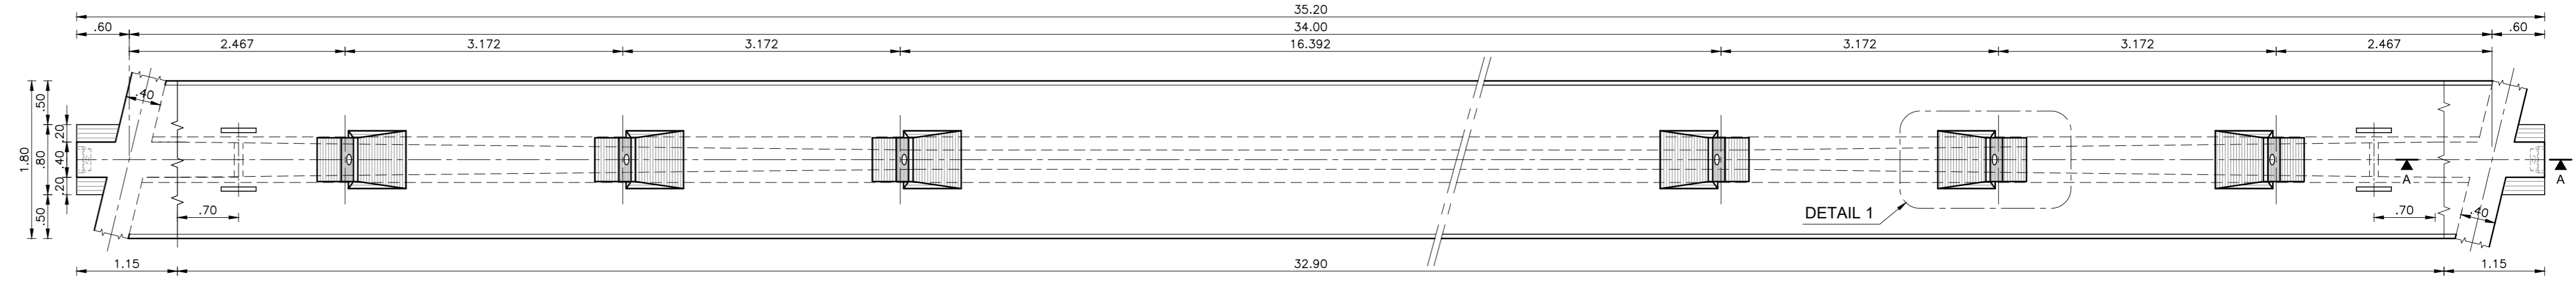 35.20
.60 34.00 .60
2.467 3.172 3.172 16.392 3.172 3.172 2.467
.40
.50
.20
1.80 .80 .40
.20
.50
A A
.70 DETAIL 1 .70 .40
1.15 32.90 1.15